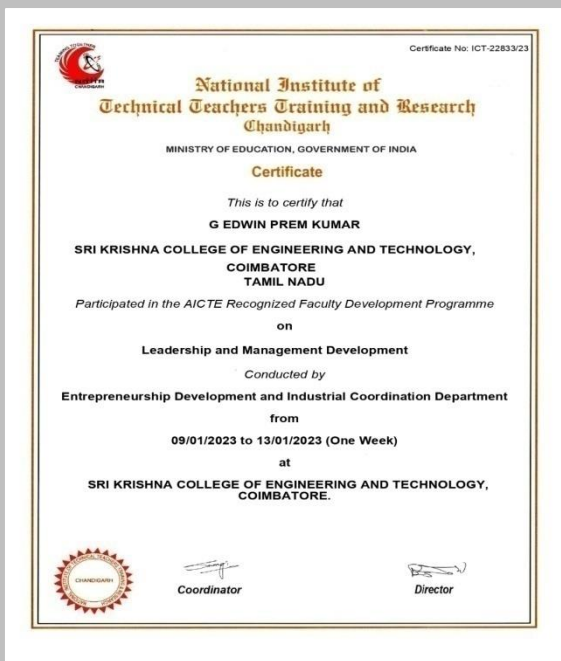 Certificate No: ICT-22833/23
CHANDIGARH
National Institute of
Technical Teachers Training and Research
Chandigarh
MINISTRY OF EDUCATION, GOVERNMENT OF INDIA
Certificate
This is to certify that
G EDWIN PREM KUMAR
SRI KRISHNA COLLEGE OF ENGINEERING AND TECHNOLOGY,
COIMBATORE
TAMIL NADU
Participated in the AICTE Recognized Faculty Development Programme
on
Leadership and Management Development
Conducted by
Entrepreneurship Development and Industrial Coordination Department
from
09/01/2023 to 13/01/2023 (One Week)
at
SRI KRISHNA COLLEGE OF ENGINEERING AND TECHNOLOGY,
COIMBATORE.
CHANDIGARH
Coordinator
Director